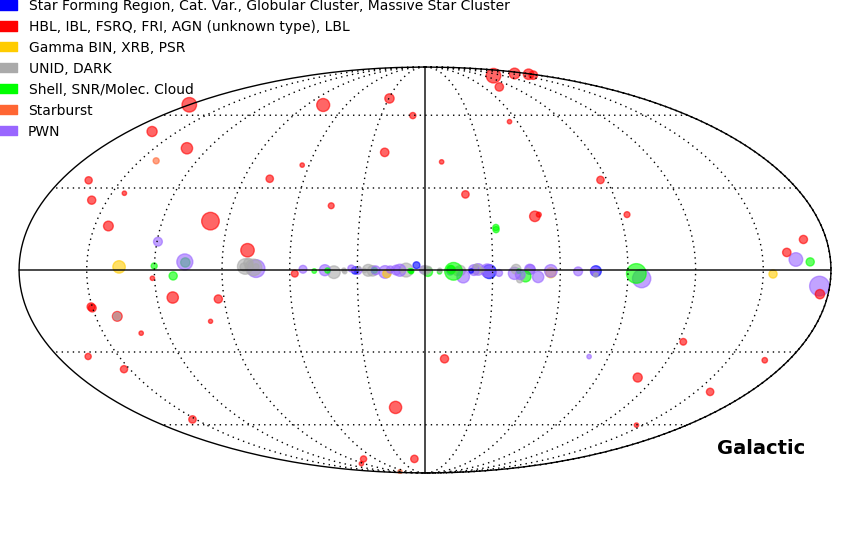 Star Forming Region, Cat. Var., Globular Cluster, Massive Star Cluster
HBL, IBL, FSRQ, FRI, AGN (unknown type), LBL
Gamma BIN, XRB, PSR
UNID, DARK
Shell, SNR/Molec. Cloud
Starburst
PWN
Galactic